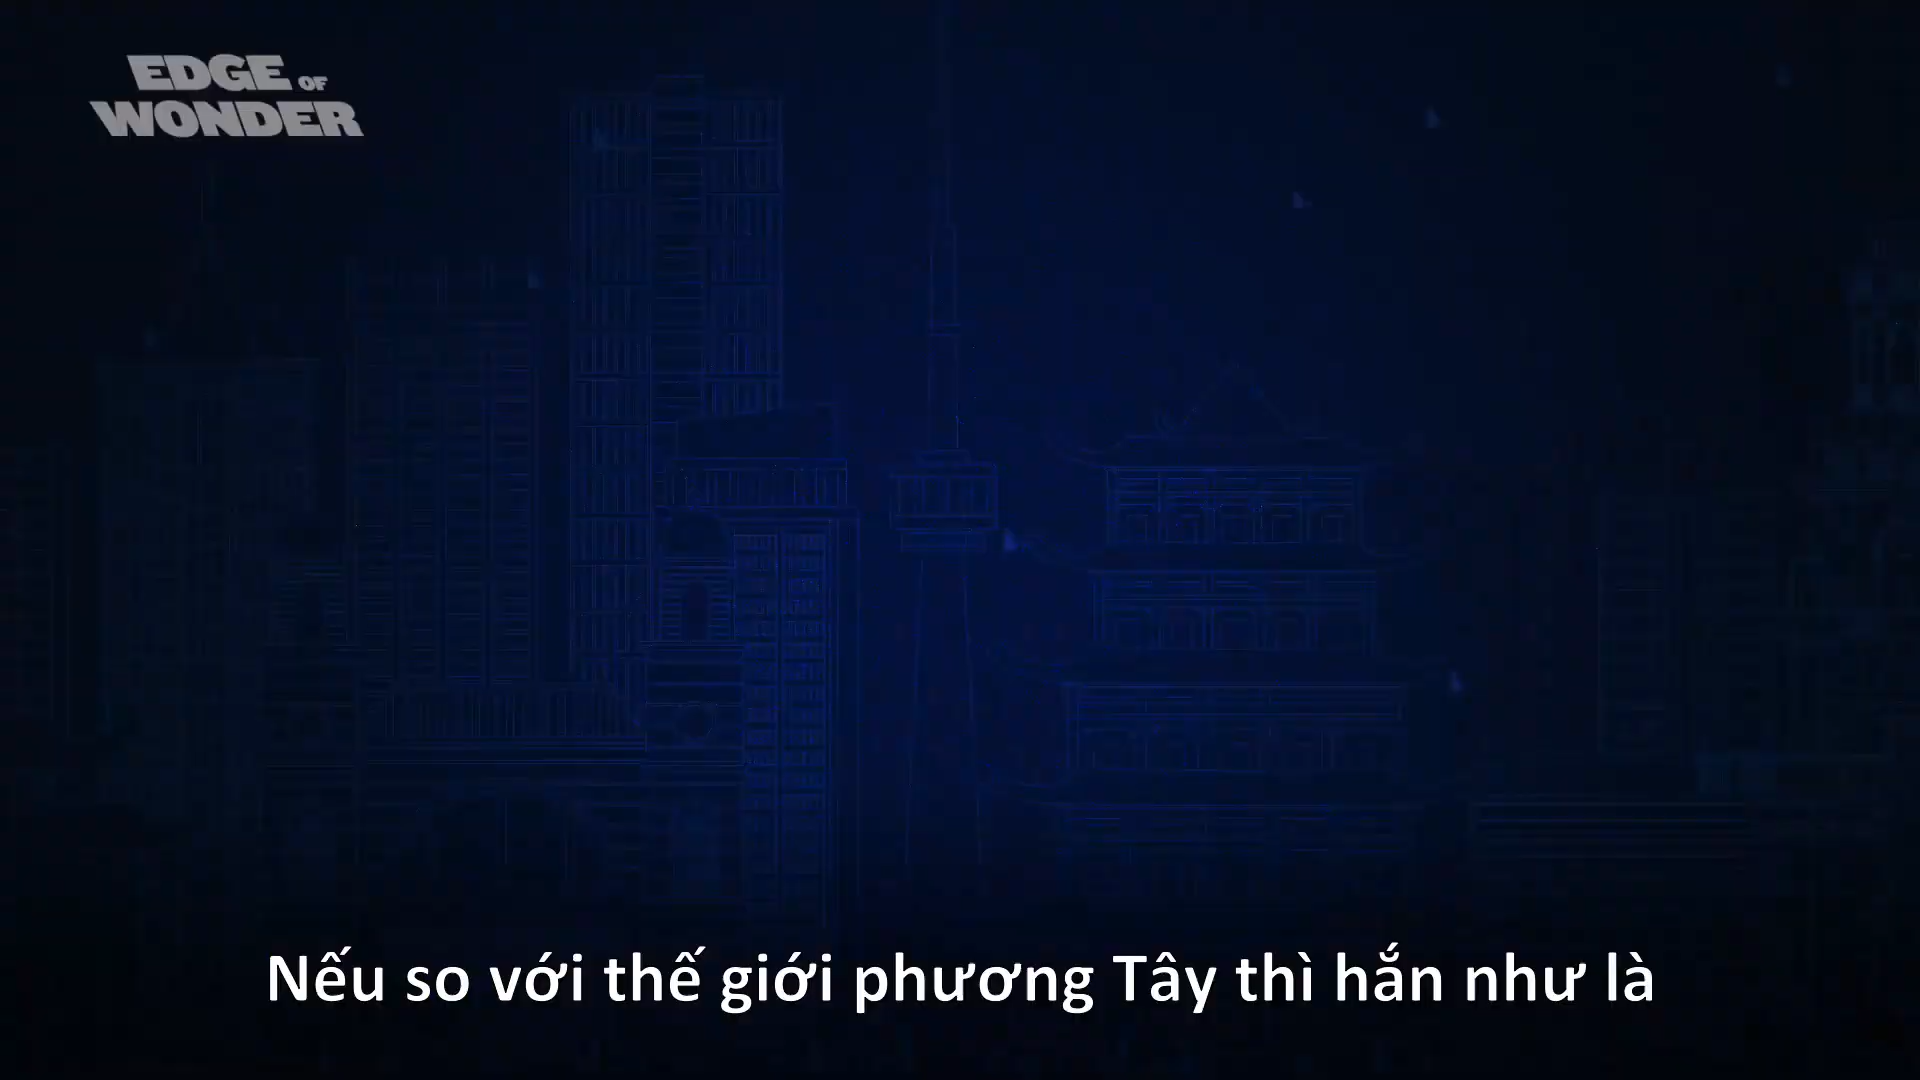 EDGE OF
WONDER
Nếu so với thế giới phương Tây thì hắn như là